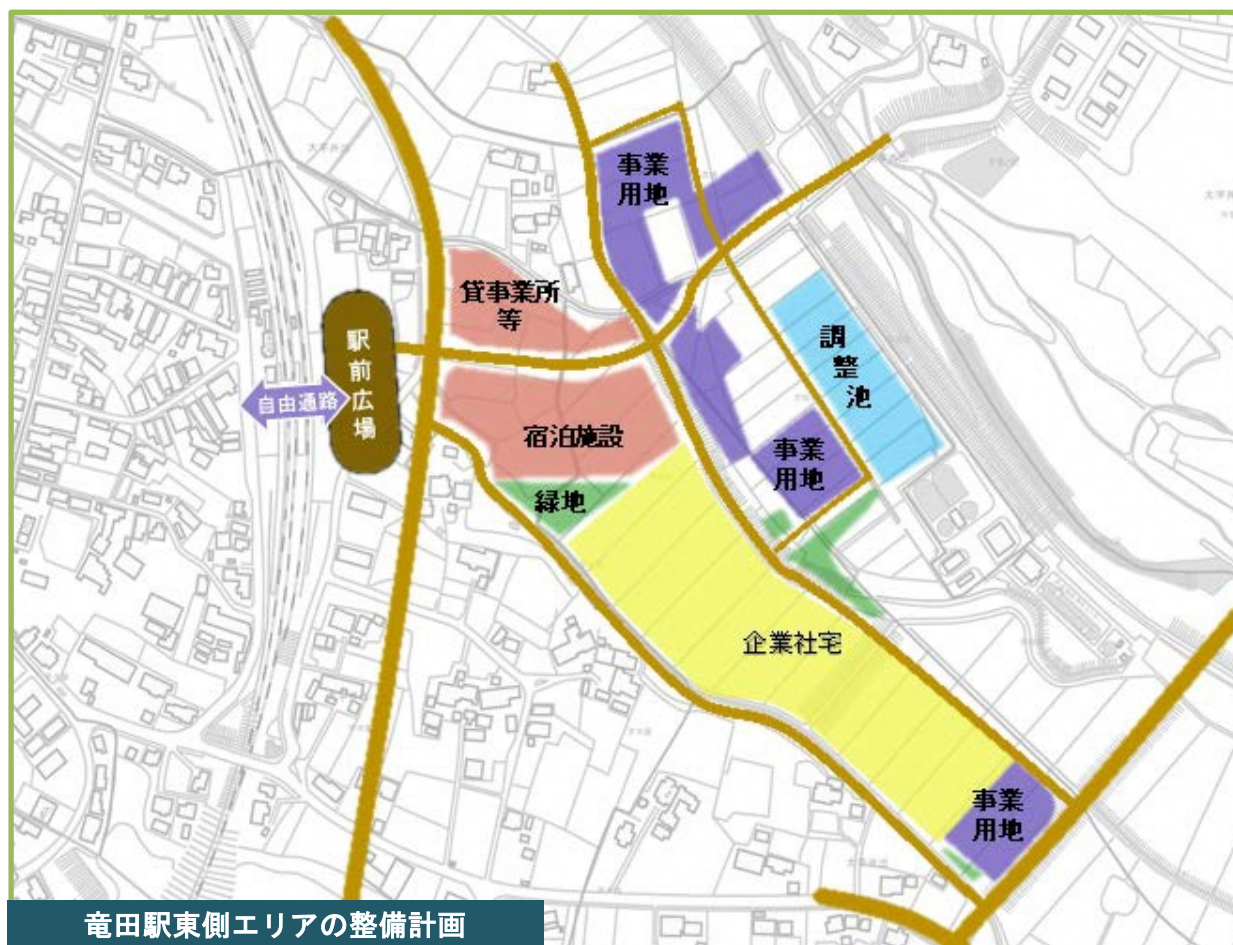 事業
用地
貸事業所
等
駅前広場
自由通路
調整池
宿泊施設
事業
用地
緑地
企業社宅
事業
用地
竜田駅東側エリアの整備計画